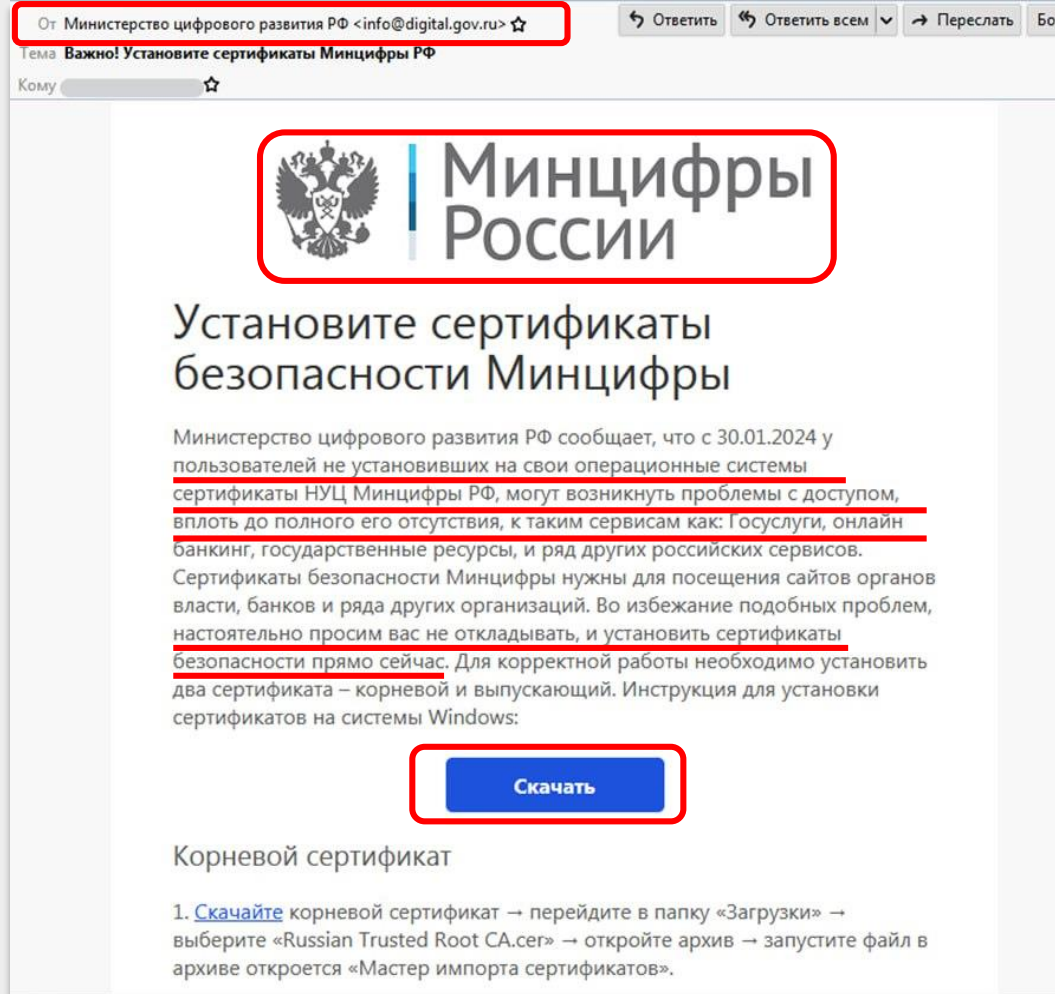 От Министерство цифрового развития РФ <info@digital.gov.ru>
Ответить
Ответить всем
Переслать
Тема Важно! Установите сертификаты Минцифры РФ
Кому
Минцифры
России
Установите сертификаты
безопасности Минцифры
Министерство цифрового развития РФ сообщает, что с 30.01.2024 у
пользователей не установивших на свои операционные системы
сертификаты НУЦ Минцифры РФ, могут возникнуть проблемы с доступом,
вплоть до полного его отсутствия, к таким сервисам как: Госуслуги, онлайн
банкинг, государственные ресурсы, и ряд других российских сервисов.
Сертификаты безопасности Минцифры нужны для посещения сайтов органов
власти, банков и ряда других организаций. Во избежание подобных проблем,
настоятельно просим вас не откладывать, и установить сертификаты
безопасности прямо сейчас. Для корректной работы необходимо установить
два сертификата – корневой и выпускающий. Инструкция для установки
сертификатов на системы Windows:
Скачать
Корневой сертификат
1. Скачайте корневой сертификат → перейдите в папку «Загрузки» →
выберите «Russian Trusted Root CA.cer» → откройте архив → запустите файл в
архиве откроется «Мастер импорта сертификатов».